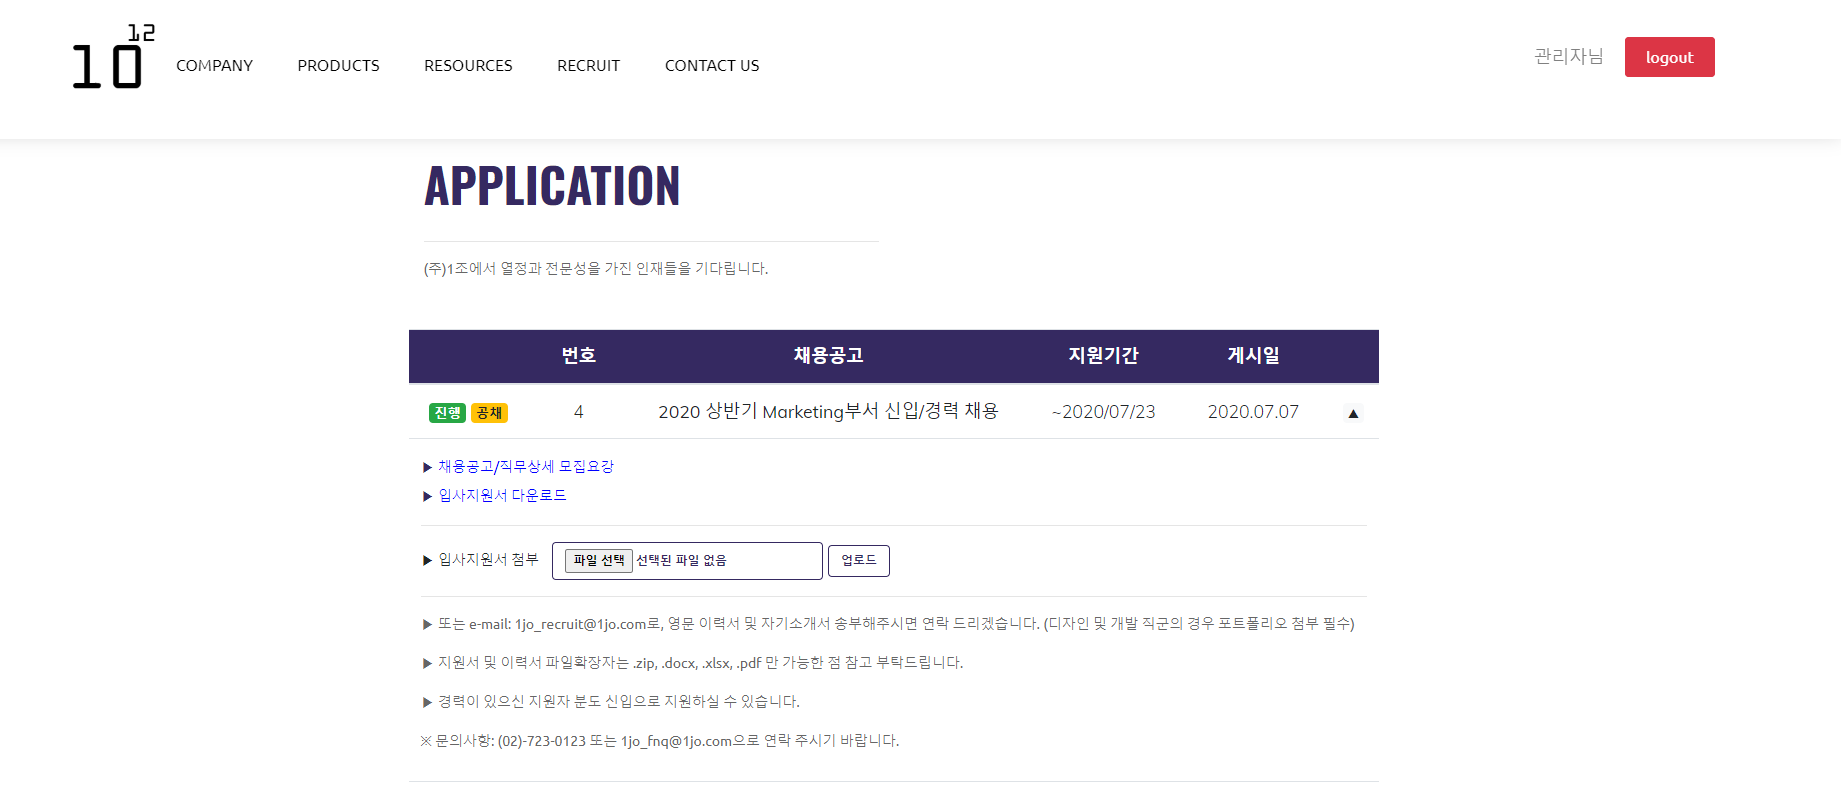 10 12
COMPANY PRODUCTS RESOURCES RECRUIT CONTACT US 관리자님 logout
APPLICATION
(주)1조에서 열정과 전문성을 가진 인재들을 기다립니다.
번호 채용공고 지원기간 게시일
진행 공채 4 2020 상반기 Marketing부서 신입/경력 채용 ~2020/07/23 2020.07.07 ▲
▶ 채용공고/직무상세 모집요강
▶ 입사지원서 다운로드
▶ 입사지원서 첨부 파일 선택 선택된 파일 없음 업로드
▶ 또는 e-mail: 1jo_recruit@1jo.com로, 영문 이력서 및 자기소개서 송부해주시면 연락 드리겠습니다. (디자인 및 개발 직군의 경우 포트폴리오 첨부 필수)
▶ 지원서 및 이력서 파일확장자는 .zip, .docx, .xlsx, .pdf 만 가능한 점 참고 부탁드립니다.
▶ 경력이 있으신 지원자 분도 신입으로 지원하실 수 있습니다.
※ 문의사항: (02)-723-0123 또는 1jo_fnq@1jo.com으로 연락 주시기 바랍니다.